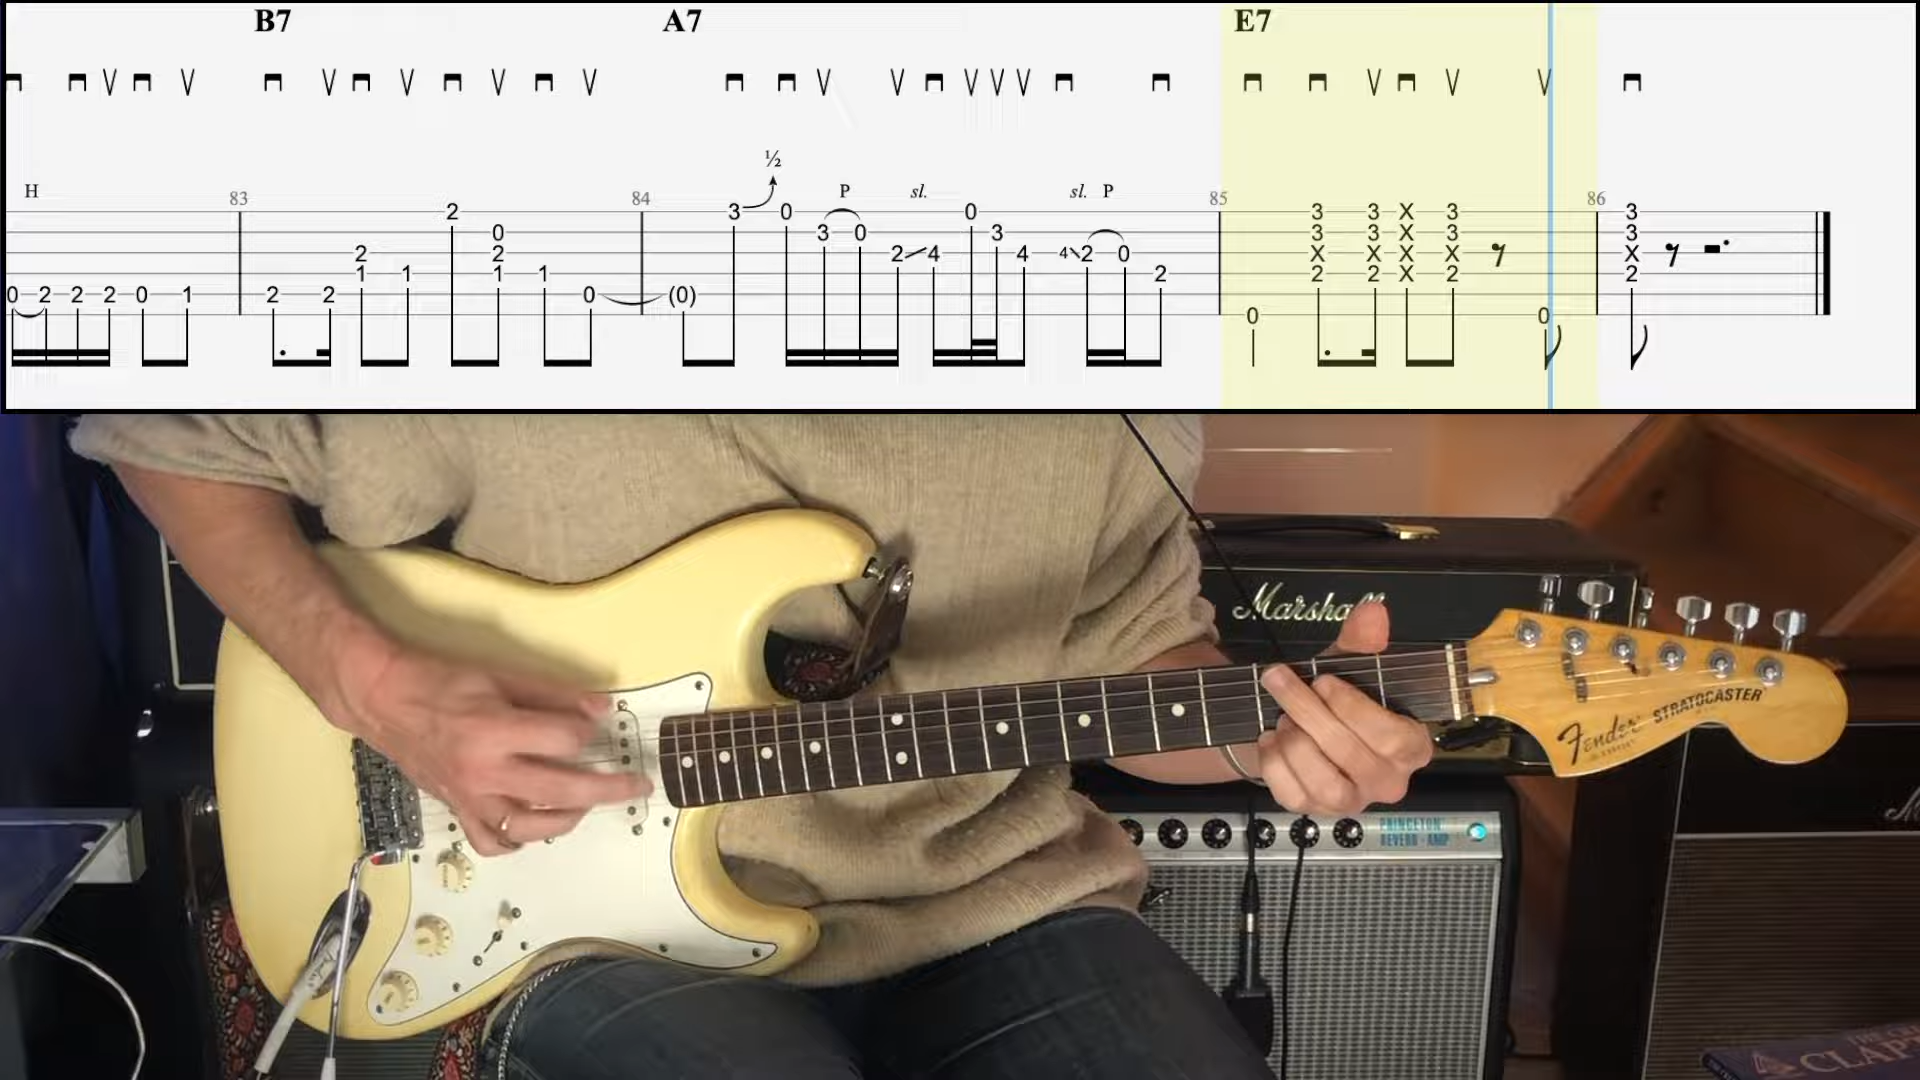 B7 A7 E7
½
H P sl. sl. P
83 84 85 86
2 3 0 0 3 3 X 3 3
0 3 0 3 3 3 X 3 3
2 2 2 4 4 4 2 0 X X X X X
1 1 1 1 2 2 2 X 2 2
0 2 2 2 0 1 2 2 0 (0)
0 0
Marshall
Fender STRATOCASTER
PRINCETON
REVERB-AMP
CLAP